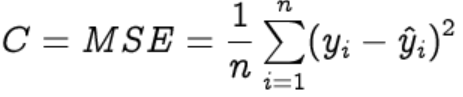 C = MSE = \frac{1}{n} \sum_{i=1}^{n} (y_i - \hat{y}_i)^2